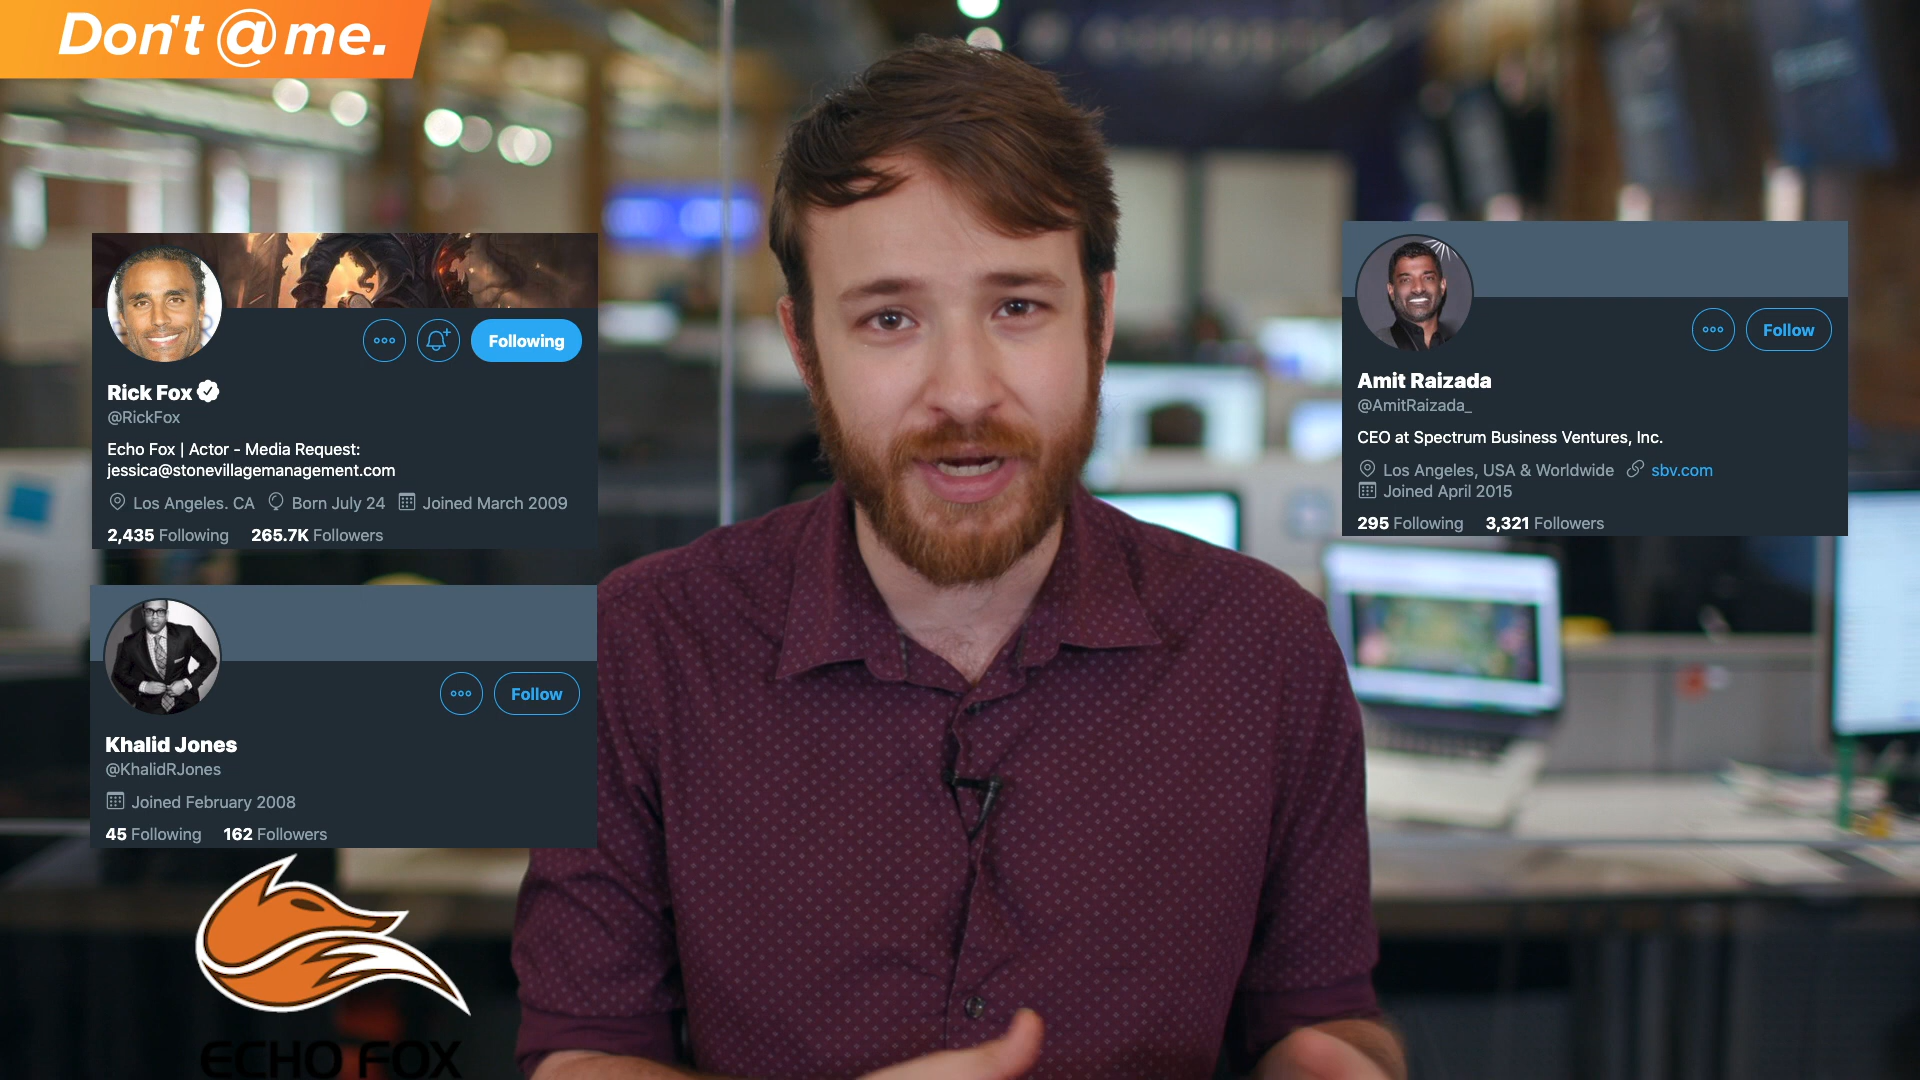 Don't @ me.
Following
Rick Fox
@RickFox
Echo Fox | Actor - Media Request:
jessica@stonevillagemanagement.com
Los Angeles. CA Born July 24 Joined March 2009
2,435 Following 265.7K Followers
Follow
Khalid Jones
@KhalidRJones
Joined February 2008
45 Following 162 Followers
ECHO FOX
Follow
Amit Raizada
@AmitRaizada_
CEO at Spectrum Business Ventures, Inc.
Los Angeles, USA & Worldwide sbv.com
Joined April 2015
295 Following 3,321 Followers